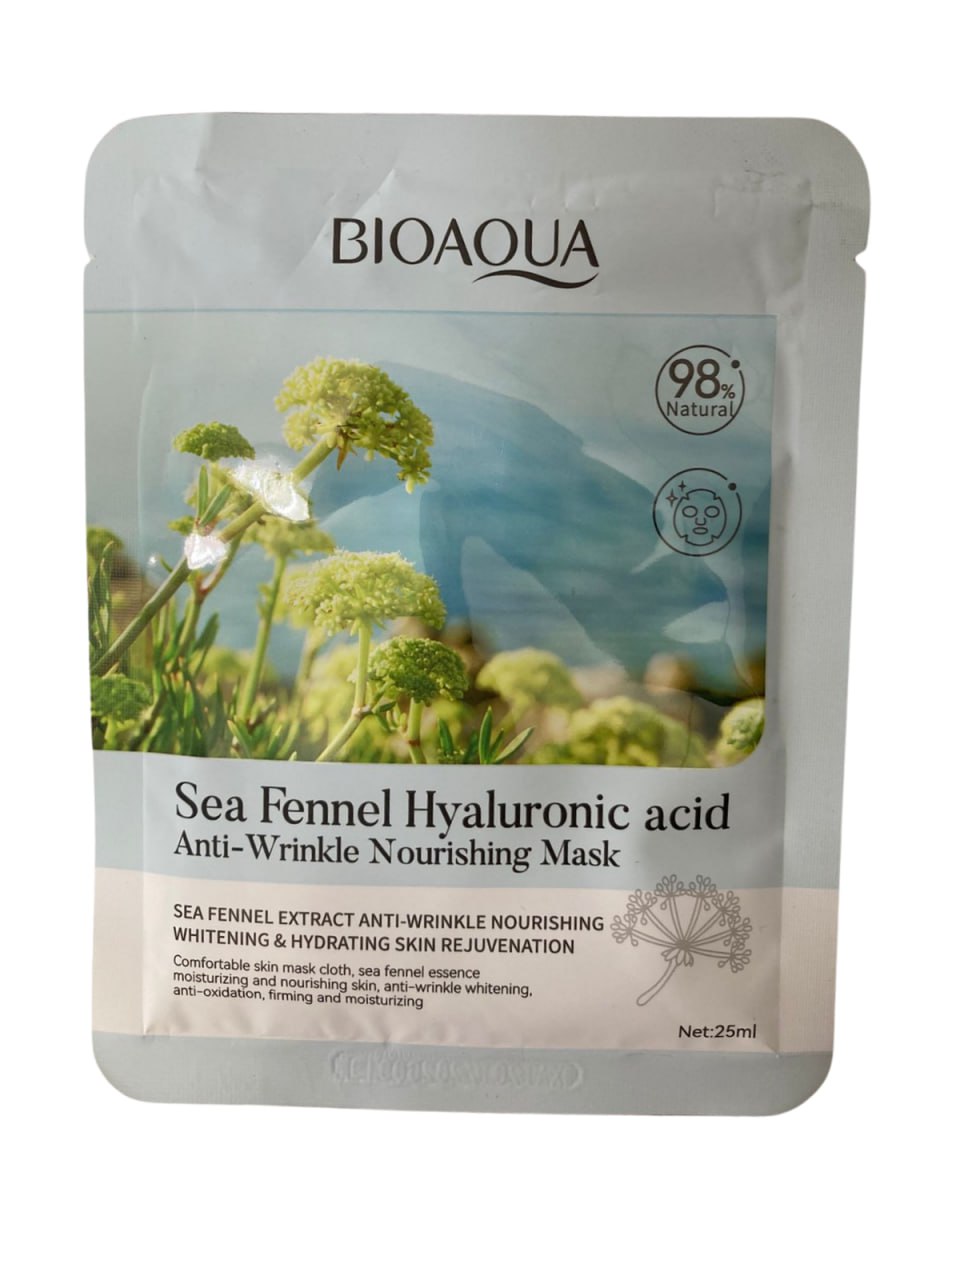 BIOAQUA
98%
Natural
Sea Fennel Hyaluronic acid
Anti-Wrinkle Nourishing Mask
SEA FENNEL EXTRACT ANTI-WRINKLE NOURISHING
WHITENING & HYDRATING SKIN REJUVENATION
Comfortable skin mask cloth, sea fennel essence
moisturizing and nourishing skin, anti-wrinkle whitening,
anti-oxidation, firming and moisturizing
Net:25ml